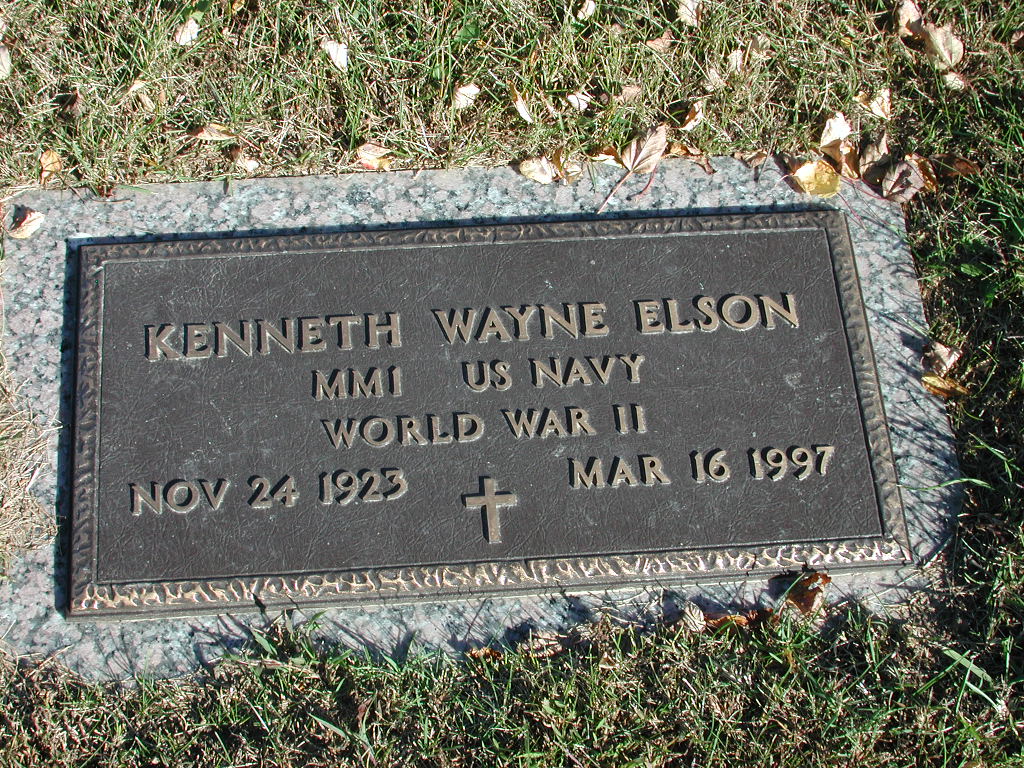 KENNETH WAYNE ELSON
MM1 US NAVY
WORLD WAR II
NOV 24 1923 MAR 16 1997